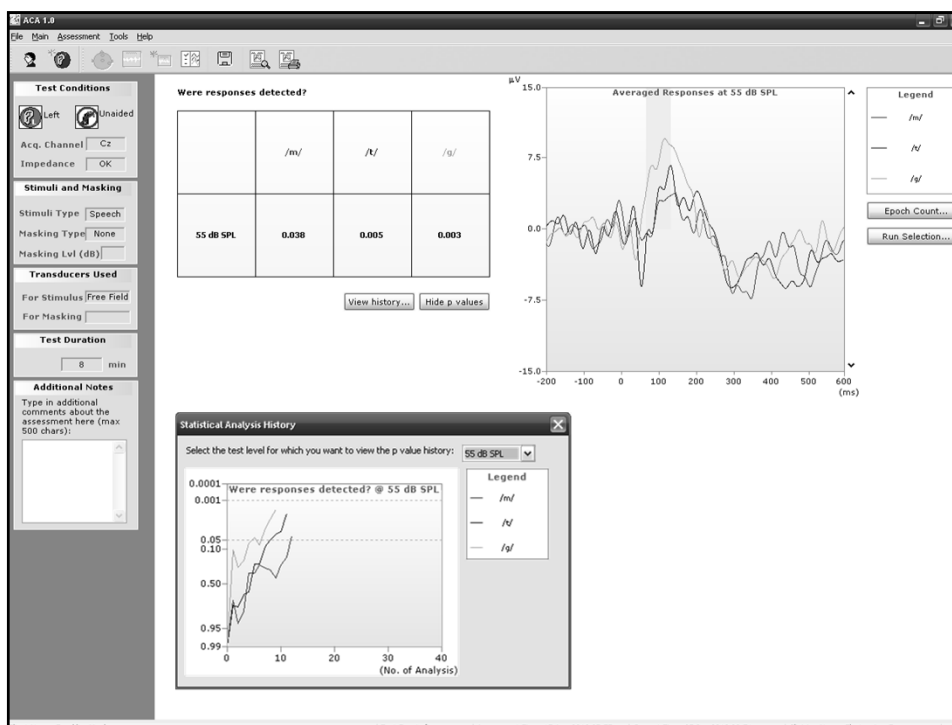 ACA 1.0
File Main Assessment Tools Help
Test Conditions
Left Unaided
Acq. Channel Cz
Impedance OK
Stimuli and Masking
Stimuli Type Speech
Masking Type None
Masking Lvl (dB)
Transducers Used
For Stimulus Free Field
For Masking
Test Duration
8 min
Additional Notes
Type in additional
comments about the
assessment here (max
500 chars):
Were responses detected?
/m/ /t/ /g/
55 dB SPL 0.038 0.005 0.003
View history... Hide p values
µV
Averaged Responses at 55 dB SPL
15.0
7.5
0.0
-7.5
-15.0
-200 -100 0 100 200 300 400 500 600
(ms)
Legend
/m/
/t/
/g/
Epoch Count...
Run Selection...
Statistical Analysis History
Select the test level for which you want to view the p value history: 55 dB SPL
Were responses detected? @ 55 dB SPL
0.0001
0.001
0.05
0.10
0.50
0.95
0.99
0 10 20 30 40
(No. of Analysis)
Legend
/m/
/t/
/g/